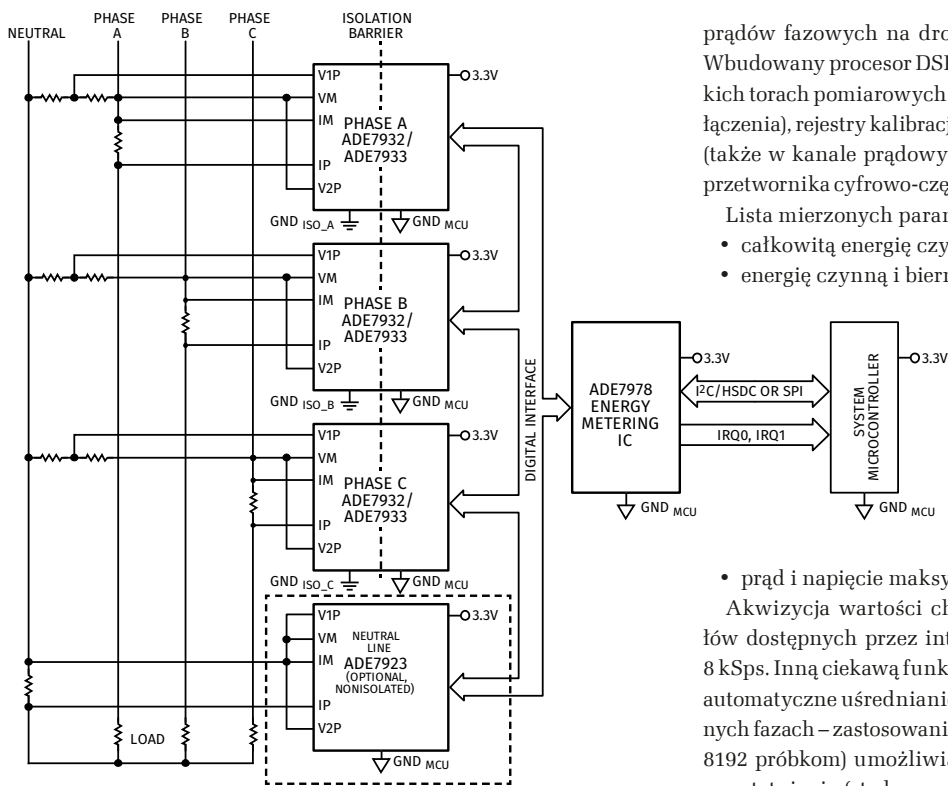 NEUTRAL
PHASE
A
PHASE
B
PHASE
C
ISOLATION
BARRIER
V1P
VM
IM
IP
V2P
PHASE A
ADE7932/
ADE7933
3.3V
GND ISO_A
GND MCU
V1P
VM
IM
IP
V2P
PHASE B
ADE7932/
ADE7933
3.3V
GND ISO_B
GND MCU
V1P
VM
IM
IP
V2P
PHASE C
ADE7932/
ADE7933
3.3V
GND ISO_C
GND MCU
V1P
VM
IM
IP
V2P
NEUTRAL
LINE
ADE7923
(OPTIONAL,
NONISOLATED)
3.3V
GND MCU
LOAD
DIGITAL INTERFACE
ADE7978
ENERGY
METERING
IC
3.3V
GND MCU
I²C/HSDC OR SPI
IRQ0, IRQ1
SYSTEM
MICROCONTROLLER
3.3V
GND MCU
prądów fazowych na dro
Wbudowany procesor DS
kich torach pomiarowych
łączenia), rejestry kalibracj
(także w kanale prądowy
przetwornika cyfrowo-czę
Lista mierzonych param
• całkowitą energię czy
• energię czynną i biern
• prąd i napięcie maksy
Akwizycja wartości ch
łów dostępnych przez int
8 kSps. Inną ciekawą funk
automatyczne uśrednianie
nych fazach – zastosowani
8192 próbkom) umożliwia